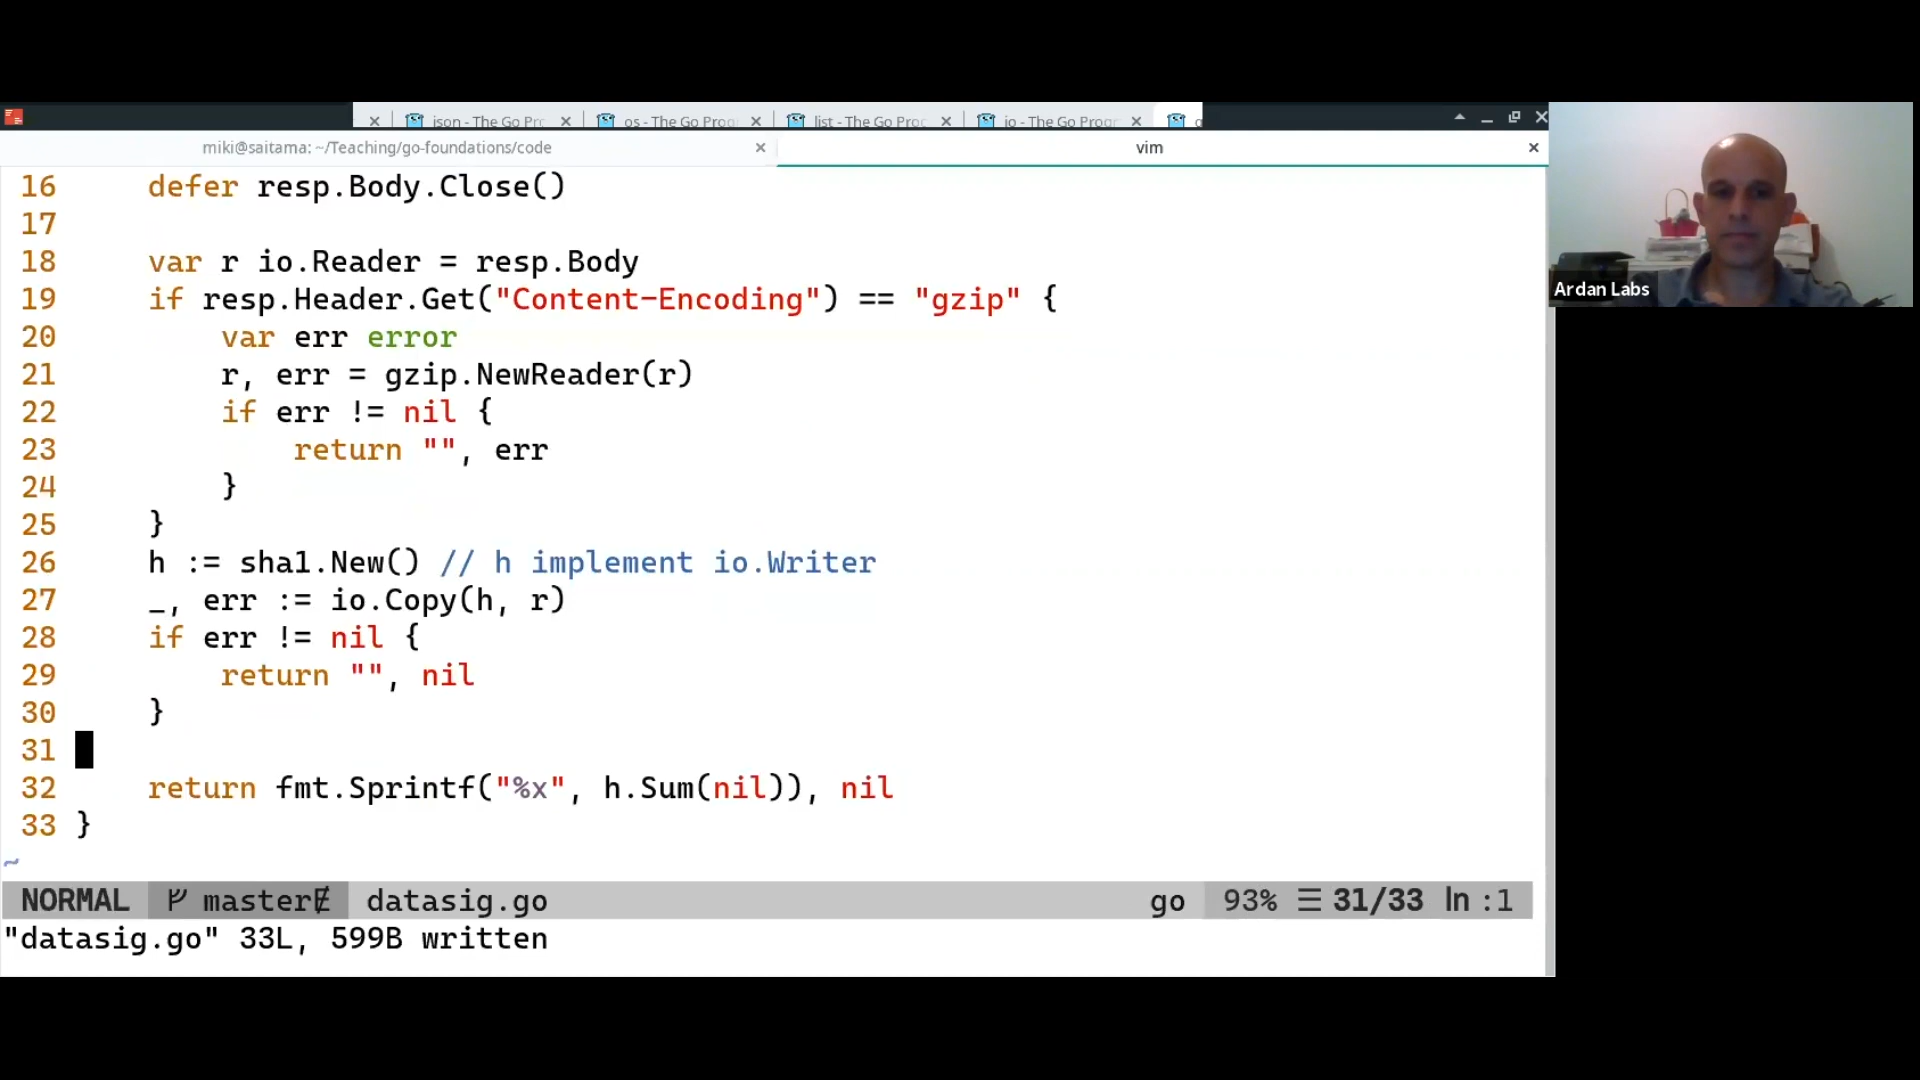 json - The Go Pro
os - The Go Prog
list - The Go Proc
io - The Go Progr
miki@saitama: ~/Teaching/go-foundations/code
vim
16 defer resp.Body.Close()
17
18 var r io.Reader = resp.Body
19 if resp.Header.Get("Content-Encoding") == "gzip" {
20 var err error
21 r, err = gzip.NewReader(r)
22 if err != nil {
23 return "", err
24 }
25 }
26 h := sha1.New() // h implement io.Writer
27 _, err := io.Copy(h, r)
28 if err != nil {
29 return "", nil
30 }
31
32 return fmt.Sprintf("%x", h.Sum(nil)), nil
33 }
~
NORMAL master datasig.go go 93% ☰ 31/33 ln :1
"datasig.go" 33L, 599B written
Ardan Labs